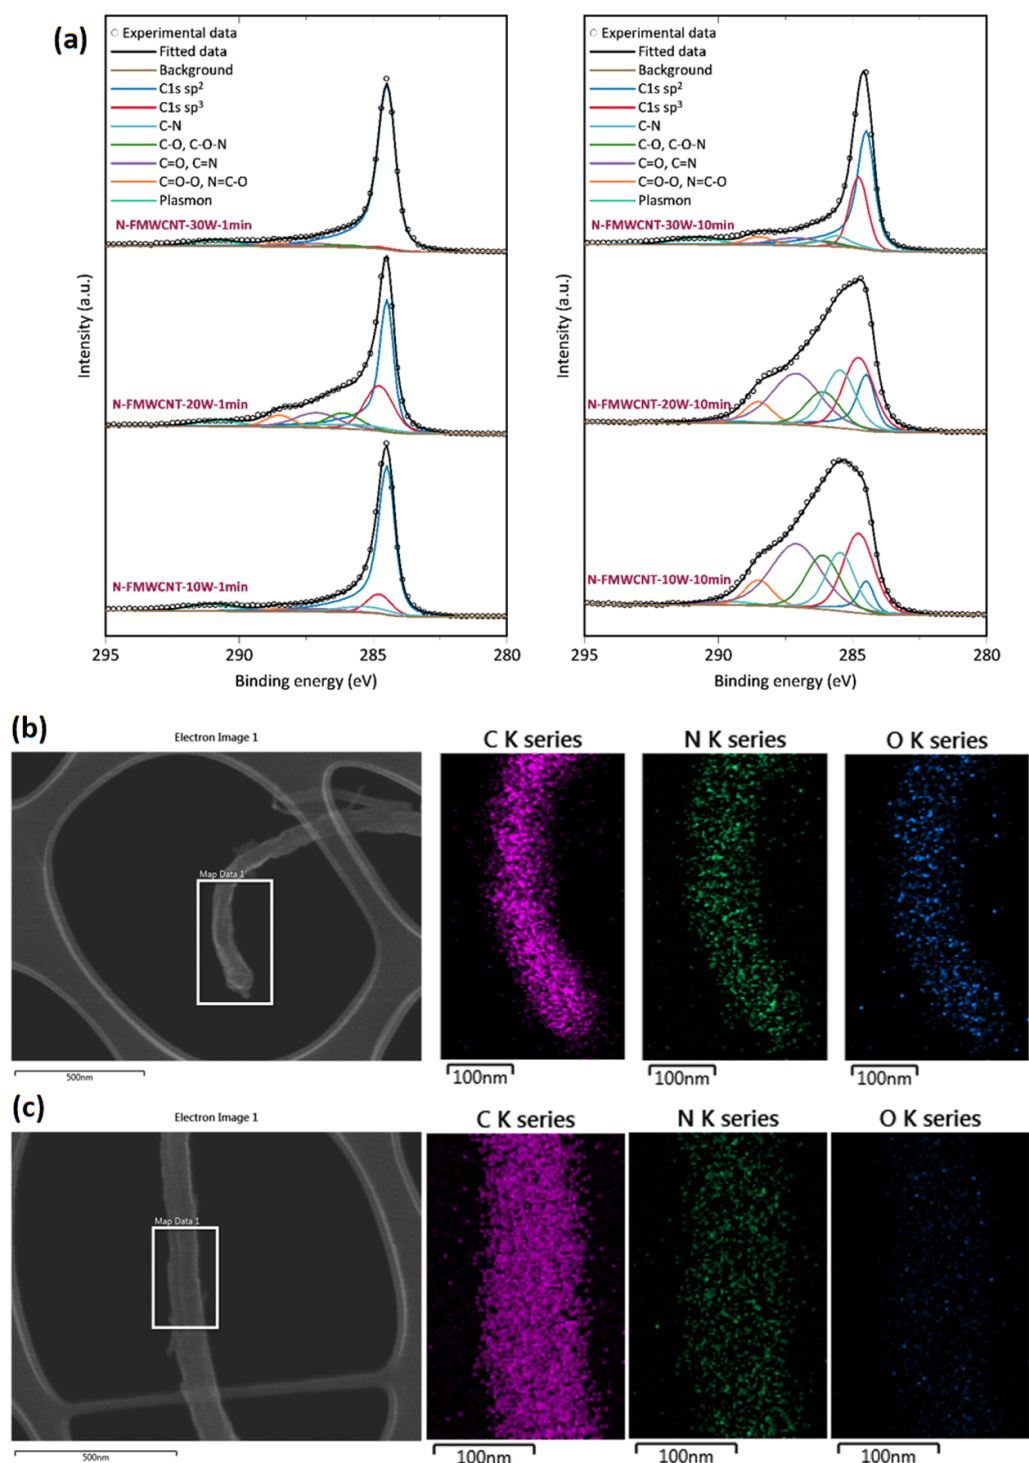 (a)
Experimental data
Fitted data
Background
C1s sp²
C1s sp³
C-N
C-O, C-O-N
C=O, C=N
C=O-O, N=C-O
Plasmon
N-FMWCNT-30W-1min
N-FMWCNT-20W-1min
N-FMWCNT-10W-1min
Intensity (a.u.)
295 290 285 280
Binding energy (eV)
Experimental data
Fitted data
Background
C1s sp²
C1s sp³
C-N
C-O, C-O-N
C=O, C=N
C=O-O, N=C-O
Plasmon
N-FMWCNT-30W-10min
N-FMWCNT-20W-10min
N-FMWCNT-10W-10min
Intensity (a.u.)
295 290 285 280
Binding energy (eV)
(b)
Electron Image 1
Map Data 1
500nm
C K series
100nm
N K series
100nm
O K series
100nm
(c)
Electron Image 1
Map Data 1
500nm
C K series
100nm
N K series
100nm
O K series
100nm